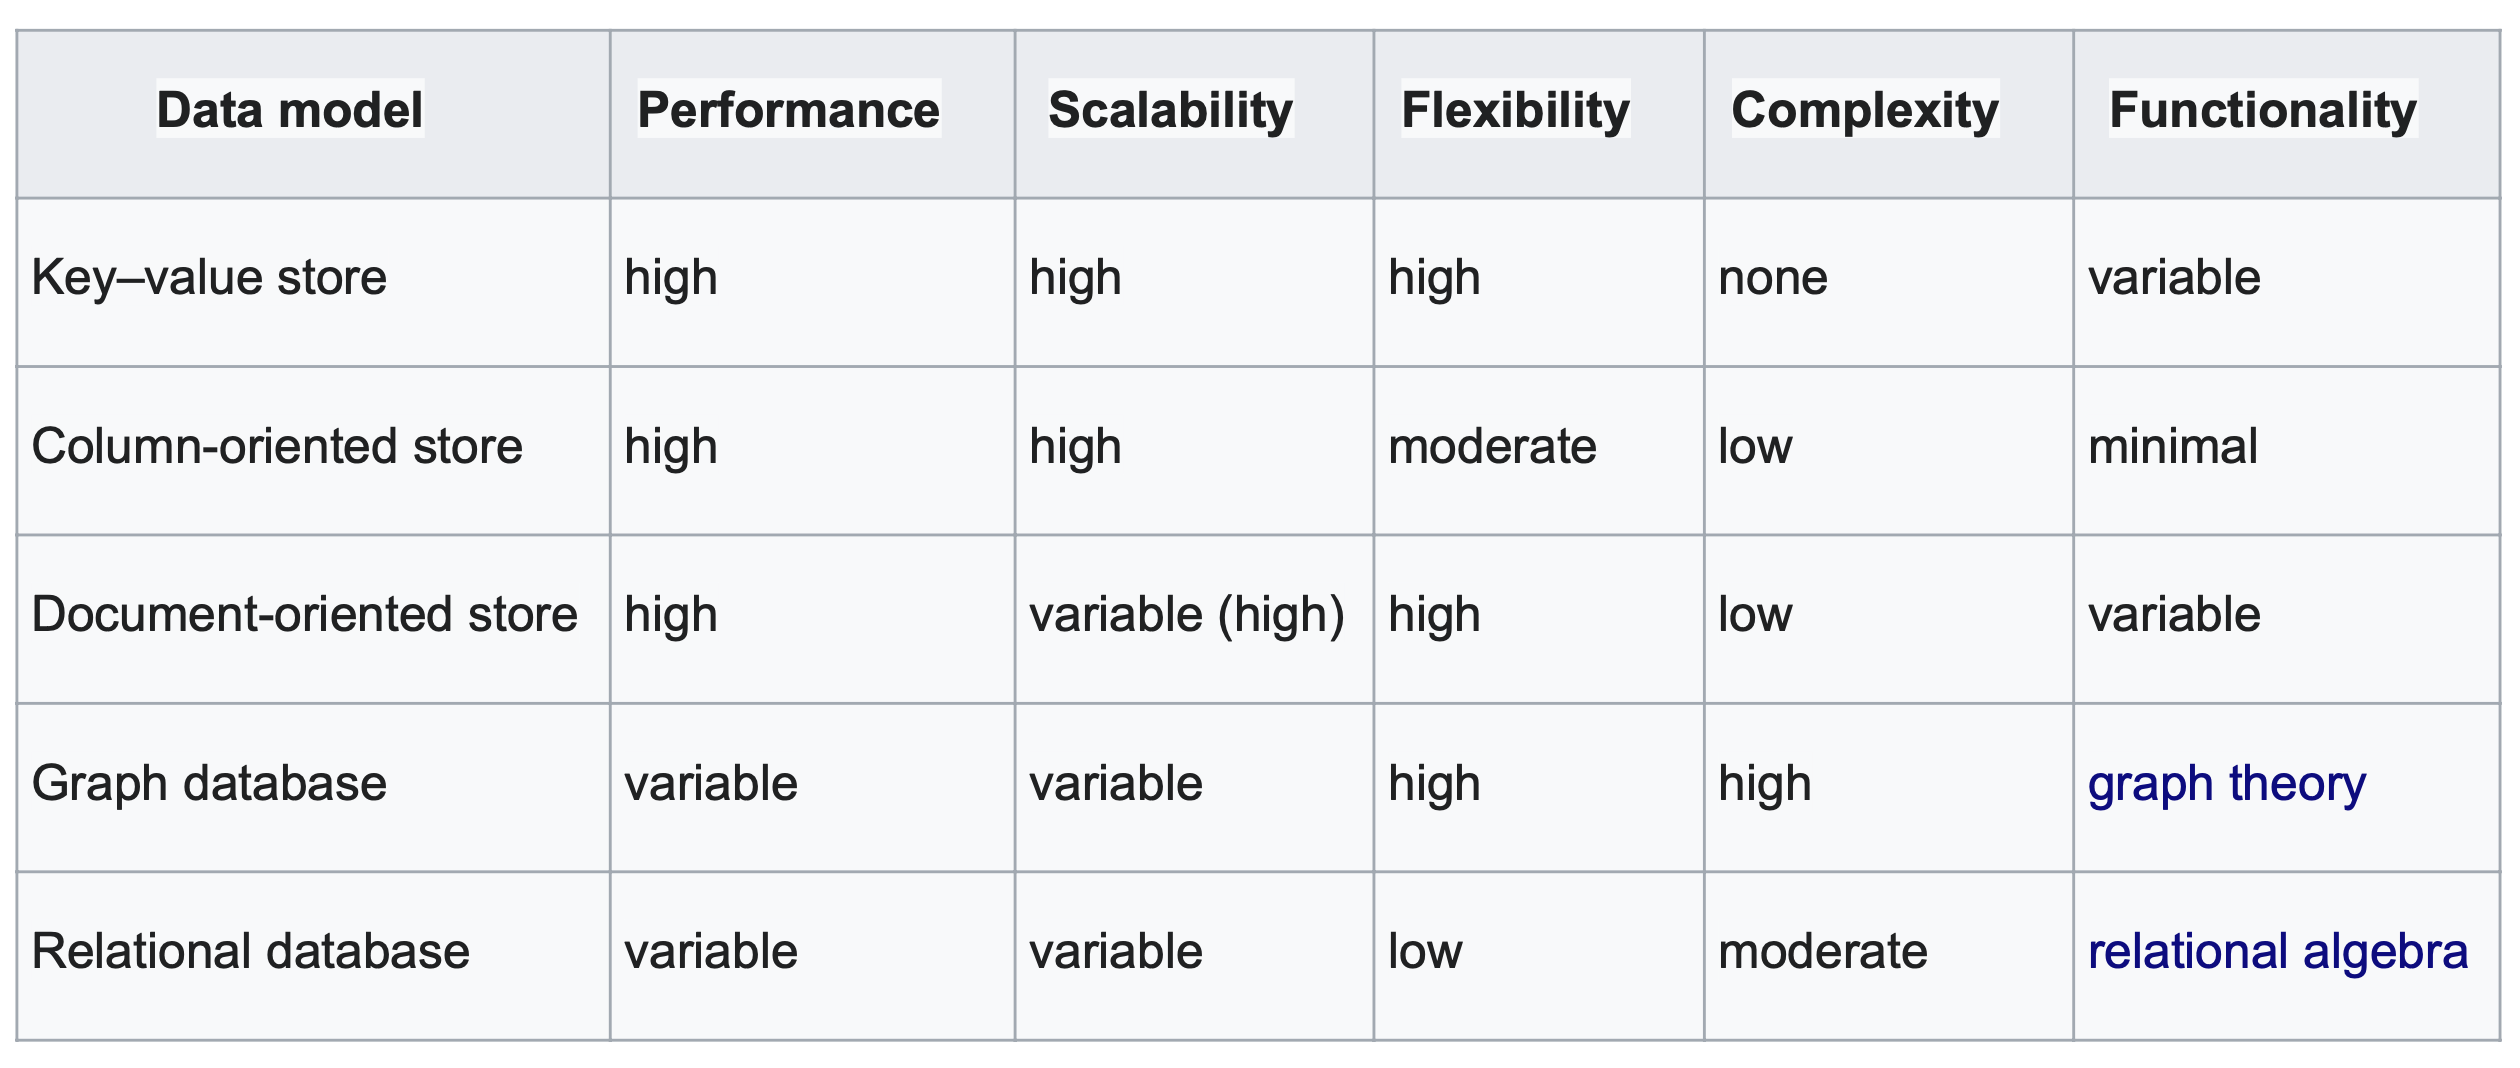 Data model Performance Scalability Flexibility Complexity Functionality
Key–value store high high high none variable
Column-oriented store high high moderate low minimal
Document-oriented store high variable (high) high low variable
Graph database variable variable high high graph theory
Relational database variable variable low moderate relational algebra